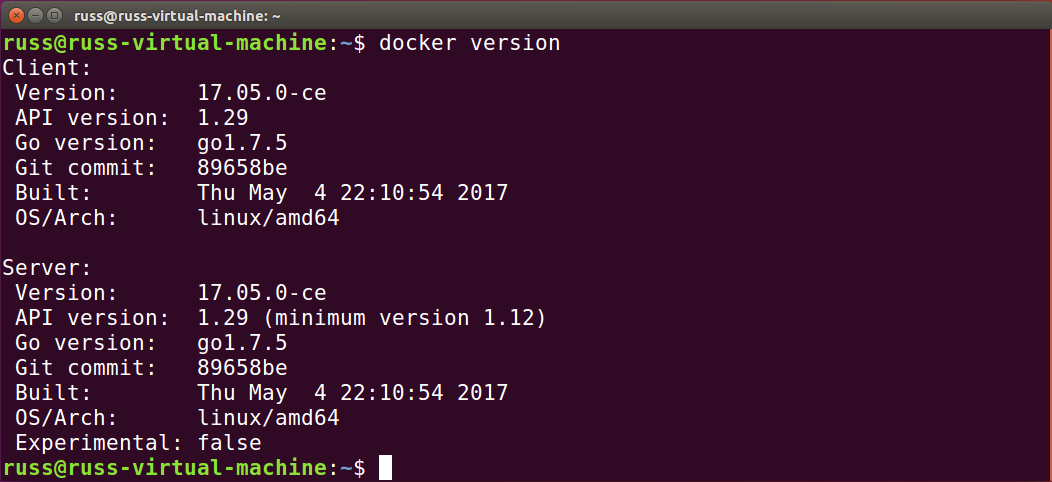 russ@russ-virtual-machine: ~
russ@russ-virtual-machine:~$ docker version
Client:
 Version:      17.05.0-ce
 API version:  1.29
 Go version:   go1.7.5
 Git commit:   89658be
 Built:        Thu May  4 22:10:54 2017
 OS/Arch:      linux/amd64

Server:
 Version:      17.05.0-ce
 API version:  1.29 (minimum version 1.12)
 Go version:   go1.7.5
 Git commit:   89658be
 Built:        Thu May  4 22:10:54 2017
 OS/Arch:      linux/amd64
 Experimental: false
russ@russ-virtual-machine:~$